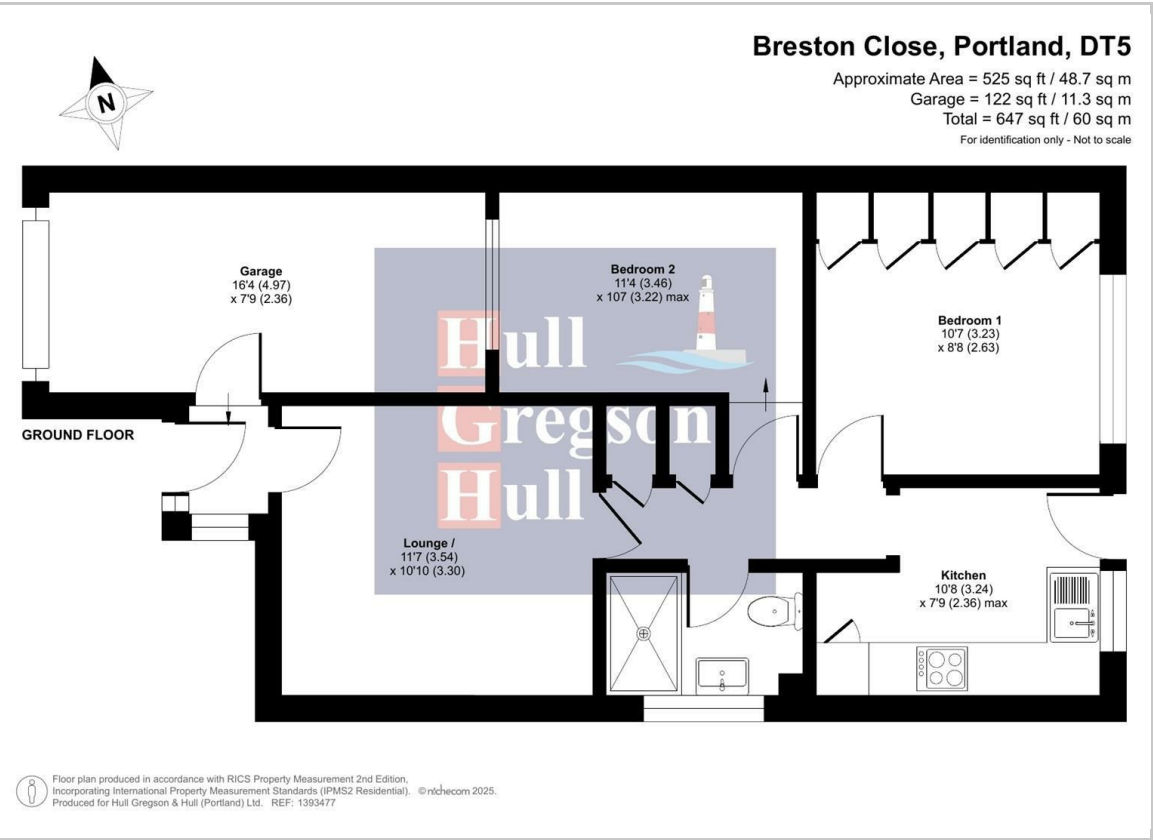 Breston Close, Portland, DT5
Approximate Area = 525 sq ft / 48.7 sq m
Garage = 122 sq ft / 11.3 sq m
Total = 647 sq ft / 60 sq m
For identification only - Not to scale
N
Garage
16'4 (4.97)
x 7'9 (2.36)
Bedroom 2
11'4 (3.46)
x 107 (3.22) max
Bedroom 1
10'7 (3.23)
x 8'8 (2.63)
Hull
Gregson
Hull
GROUND FLOOR
Lounge /
11'7 (3.54)
x 10'10 (3.30)
Kitchen
10'8 (3.24)
x 7'9 (2.36) max
Floor plan produced in accordance with RICS Property Measurement 2nd Edition,
Incorporating International Property Measurement Standards (IPMS2 Residential). ©nichecom 2025.
Produced for Hull Gregson & Hull (Portland) Ltd. REF: 1393477